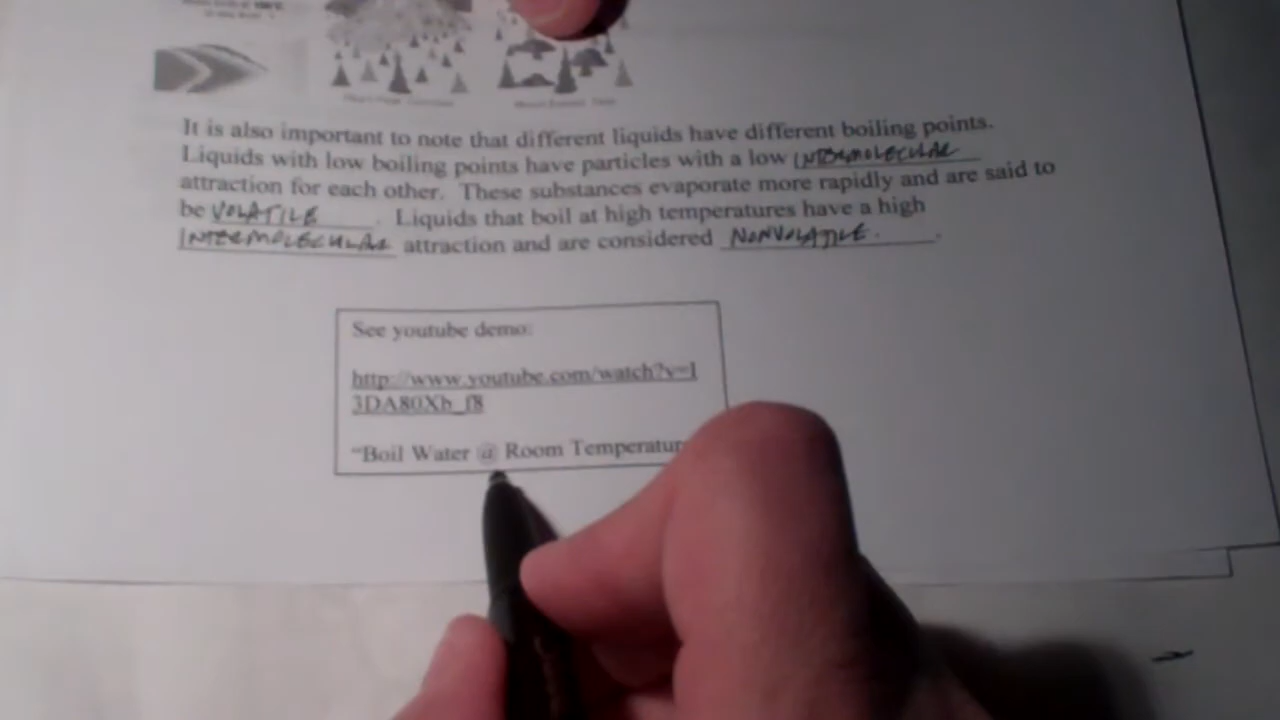 It is also important to note that different liquids have different boiling points.
Liquids with low boiling points have particles with a low INTERMOLECULAR
attraction for each other. These substances evaporate more rapidly and are said to
be VOLATILE. Liquids that boil at high temperatures have a high
INTERMOLECULAR attraction and are considered NONVOLATILE.
See youtube demo:
http://www.youtube.com/watch?v=
"Boil Water @ Room Temperatur